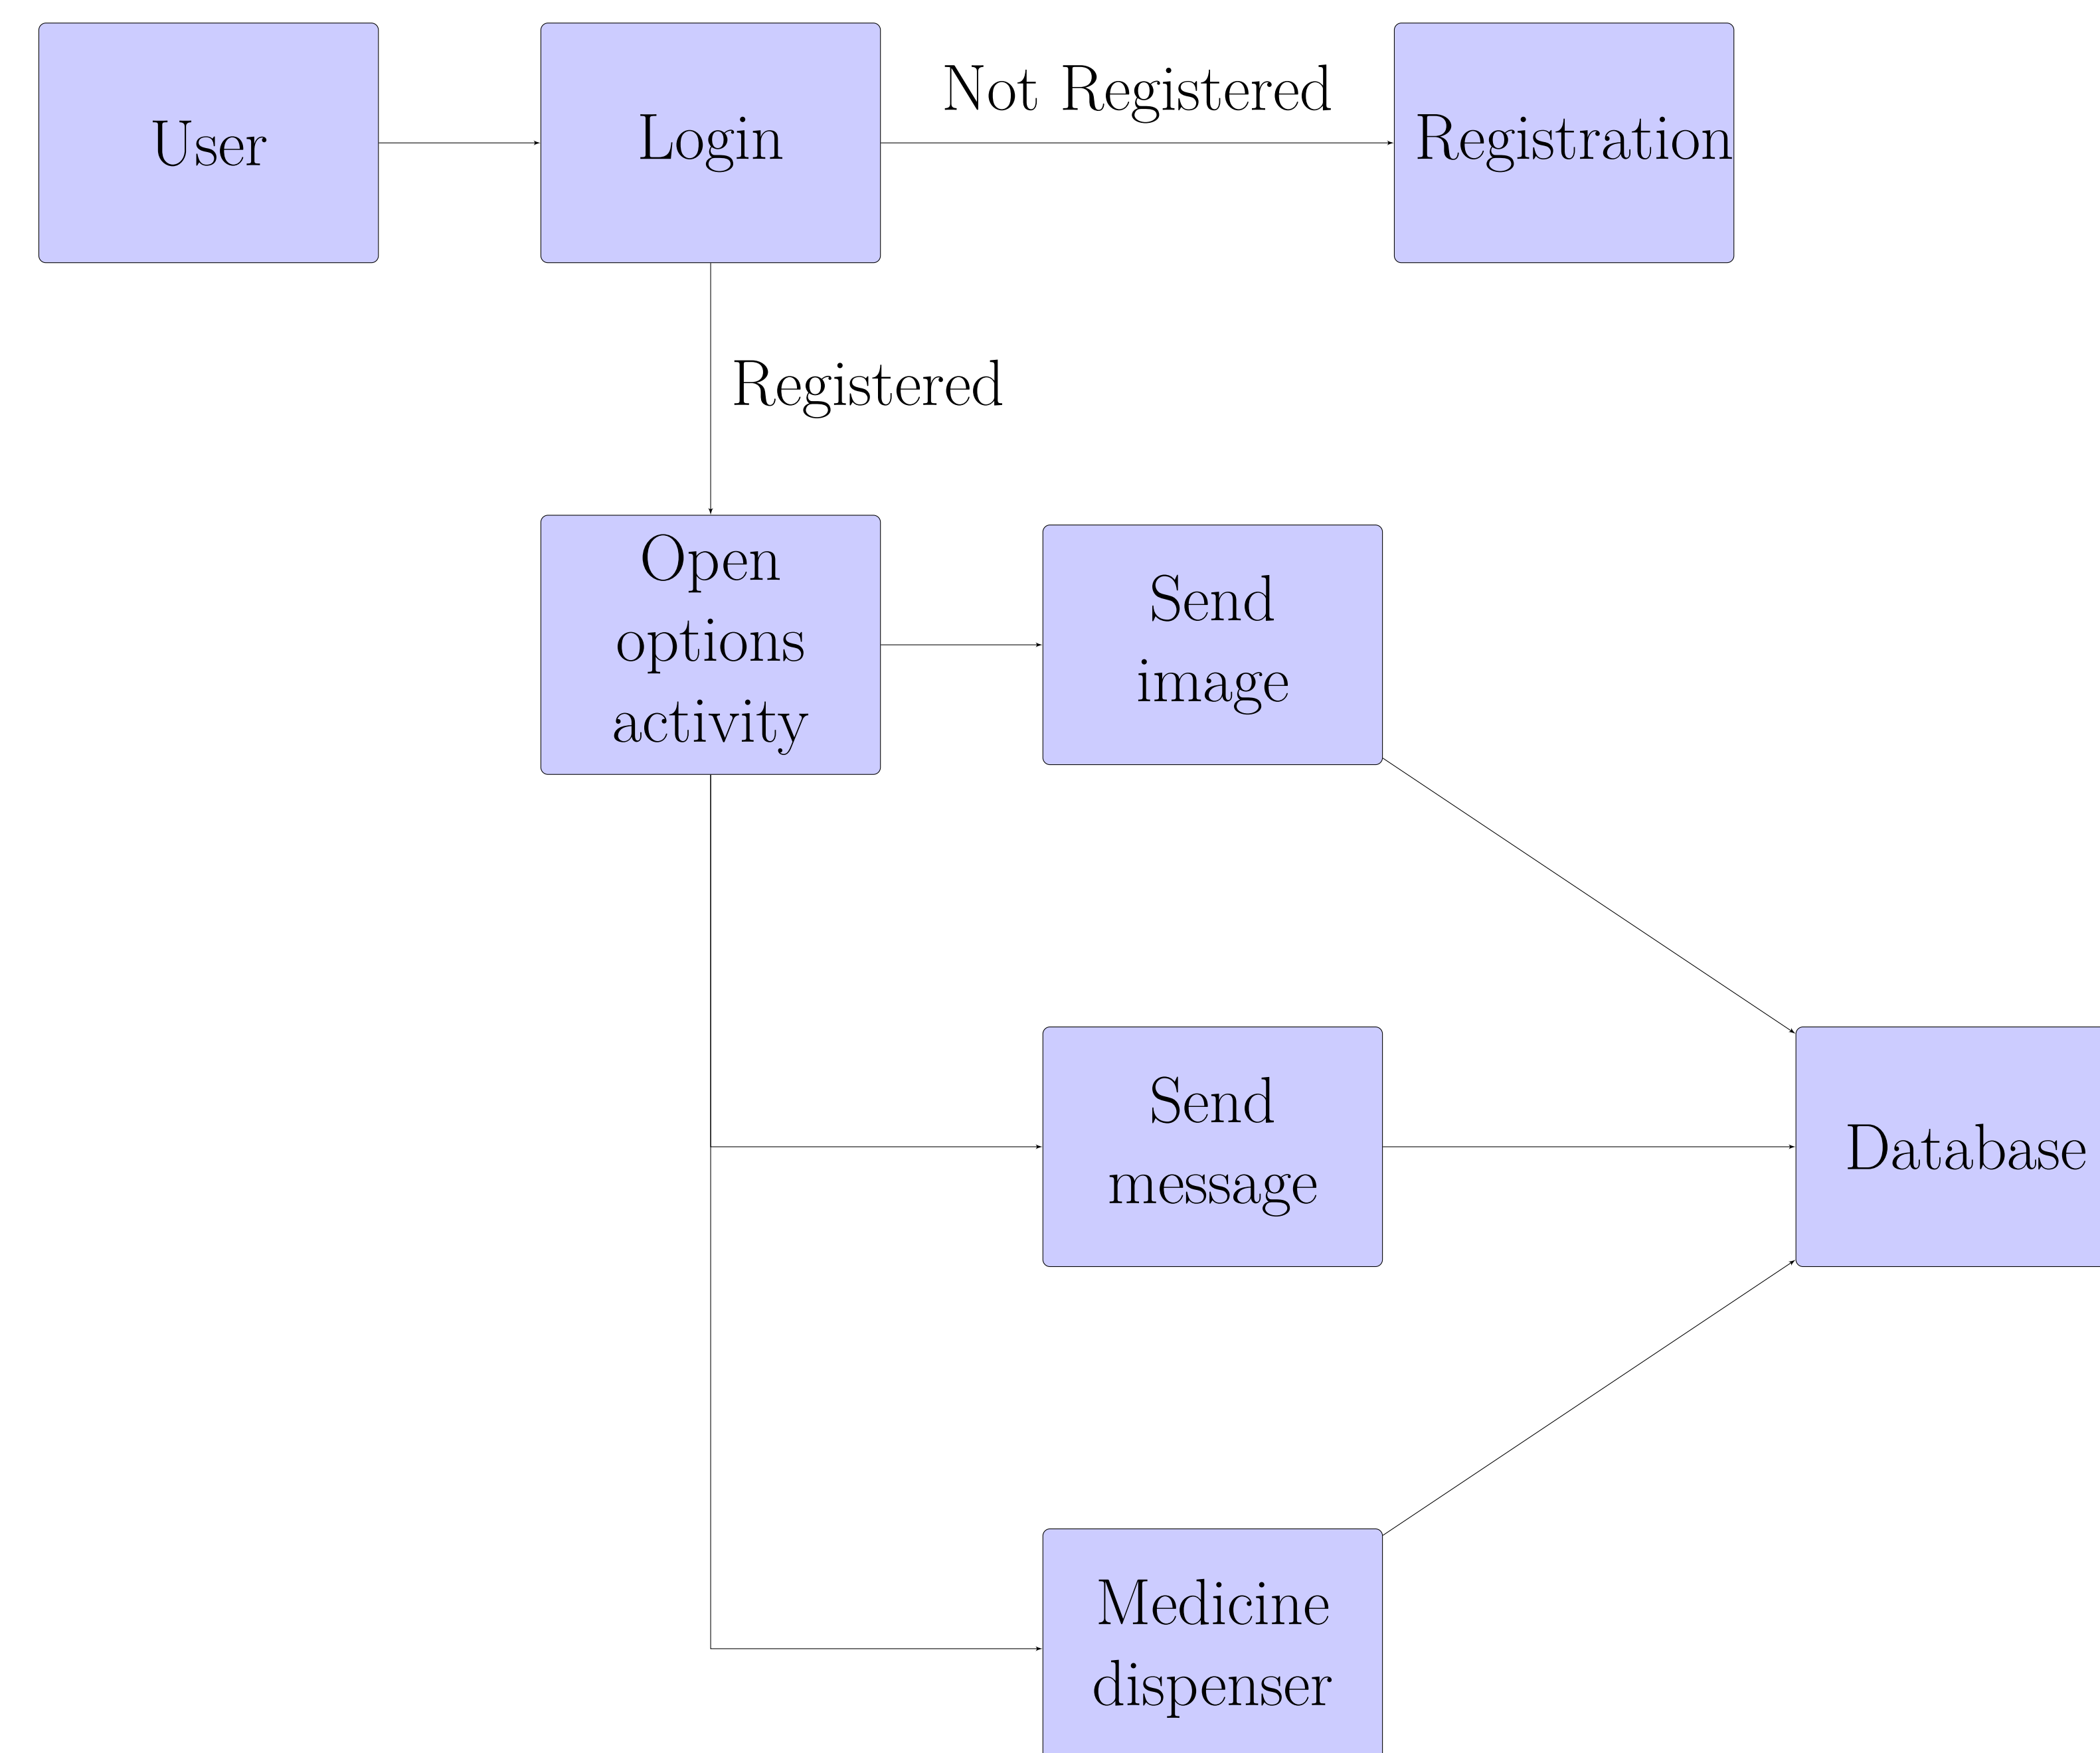 User
Login
Not Registered
Registration
Registered
Open
options
activity
Send
image
Send
message
Database
Medicine
dispenser